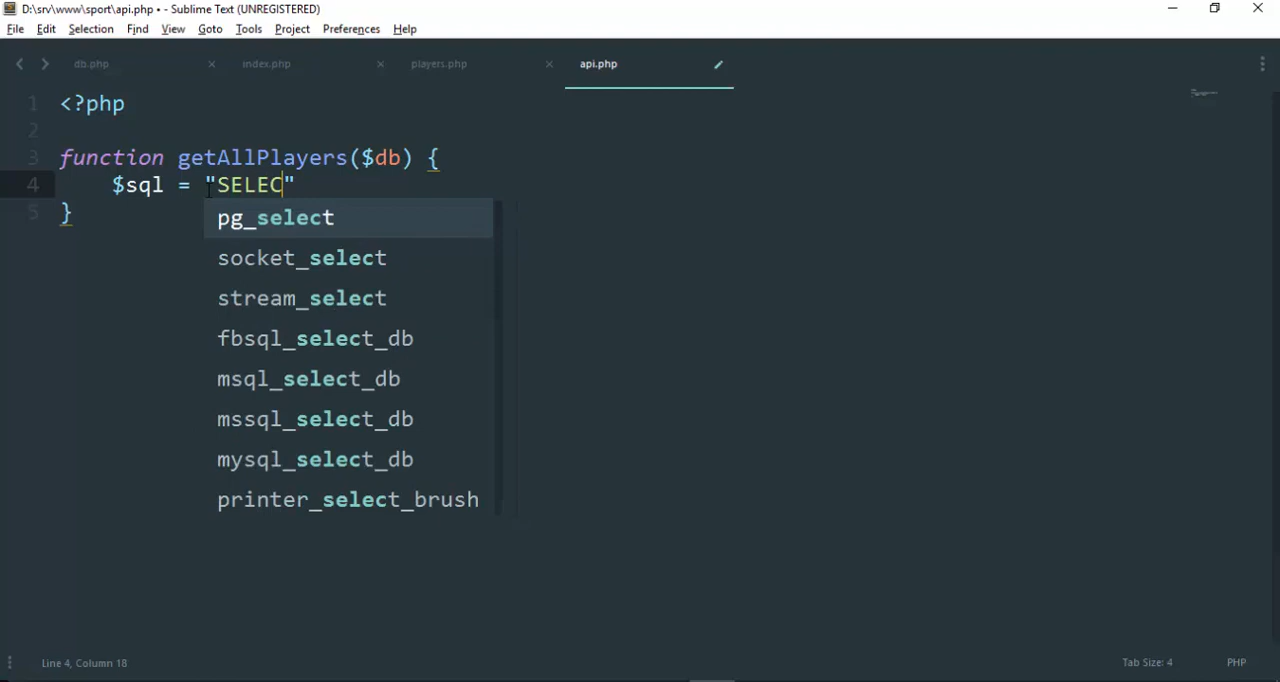 D:\srv\www\sport\api.php • - Sublime Text (UNREGISTERED)
File Edit Selection Find View Goto Tools Project Preferences Help
db.php index.php players.php api.php
1 <?php
2
3 function getAllPlayers($db) {
4 $sql = "SELEC"
5 }
pg_select
socket_select
stream_select
fbsql_select_db
msql_select_db
mssql_select_db
mysql_select_db
printer_select_brush
Line 4, Column 18 Tab Size: 4 PHP